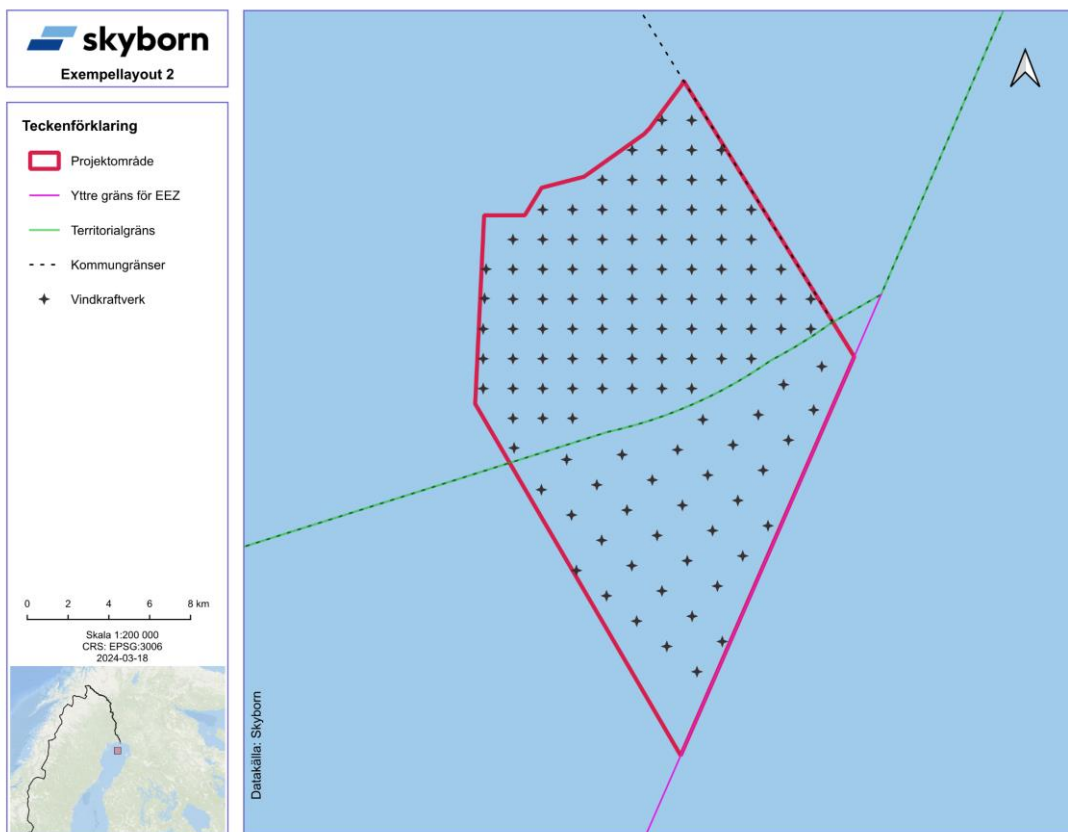 skyborn
Exempellayout 2
Teckenförklaring
Projektområde
Yttre gräns för EEZ
Territorialgräns
Kommungränser
Vindkraftverk
0 2 4 6 8 km
Skala 1:200 000
CRS: EPSG:3006
2024-03-18
Datakälla: Skyborn